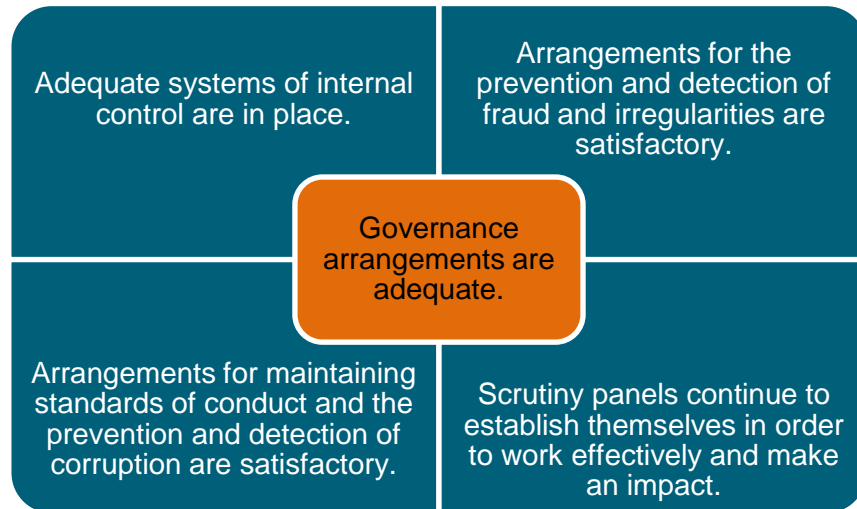 Adequate systems of internal
control are in place.
Arrangements for the
prevention and detection of
fraud and irregularities are
satisfactory.
Governance
arrangements are
adequate.
Arrangements for maintaining
standards of conduct and the
prevention and detection of
corruption are satisfactory.
Scrutiny panels continue to
establish themselves in order
to work effectively and make
an impact.